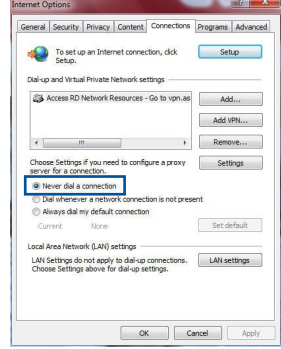 Internet Options
General Security Privacy Content Connections Programs Advanced
To set up an Internet connection, click
Setup.
Setup
Dial-up and Virtual Private Network settings
Access RD Network Resources - Go to vpn.as
Add...
Add VPN...
Remove...
Choose Settings if you need to configure a proxy
server for a connection.
Settings
Never dial a connection
Dial whenever a network connection is not present
Always dial my default connection
Current None
Set default
Local Area Network (LAN) settings
LAN Settings do not apply to dial-up connections.
Choose Settings above for dial-up settings.
LAN settings
OK Cancel Apply